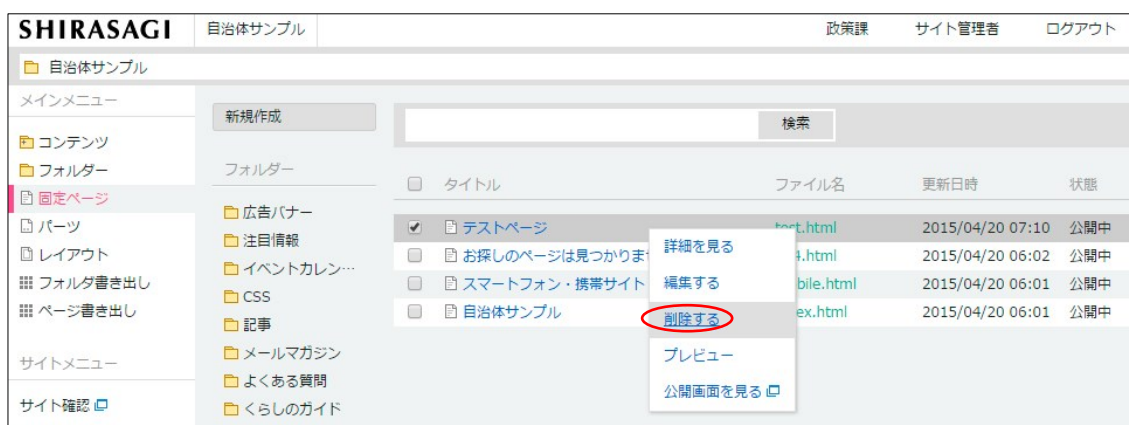 SHIRASAGI 自治体サンプル 政策課 サイト管理者 ログアウト
自治体サンプル
メインメニュー
コンテンツ
フォルダー
固定ページ
パーツ
レイアウト
フォルダ書き出し
ページ書き出し
サイトメニュー
サイト確認
新規作成
フォルダー
広告バナー
注目情報
イベントカレン…
CSS
記事
メールマガジン
よくある質問
くらしのガイド
検索
タイトル ファイル名 更新日時 状態
テストページ test.html 2015/04/20 07:10 公開中
お探しのページは見つかりませ .html 2015/04/20 06:02 公開中
スマートフォン・携帯サイト bile.html 2015/04/20 06:01 公開中
自治体サンプル ex.html 2015/04/20 06:01 公開中
詳細を見る
編集する
削除する
プレビュー
公開画面を見る